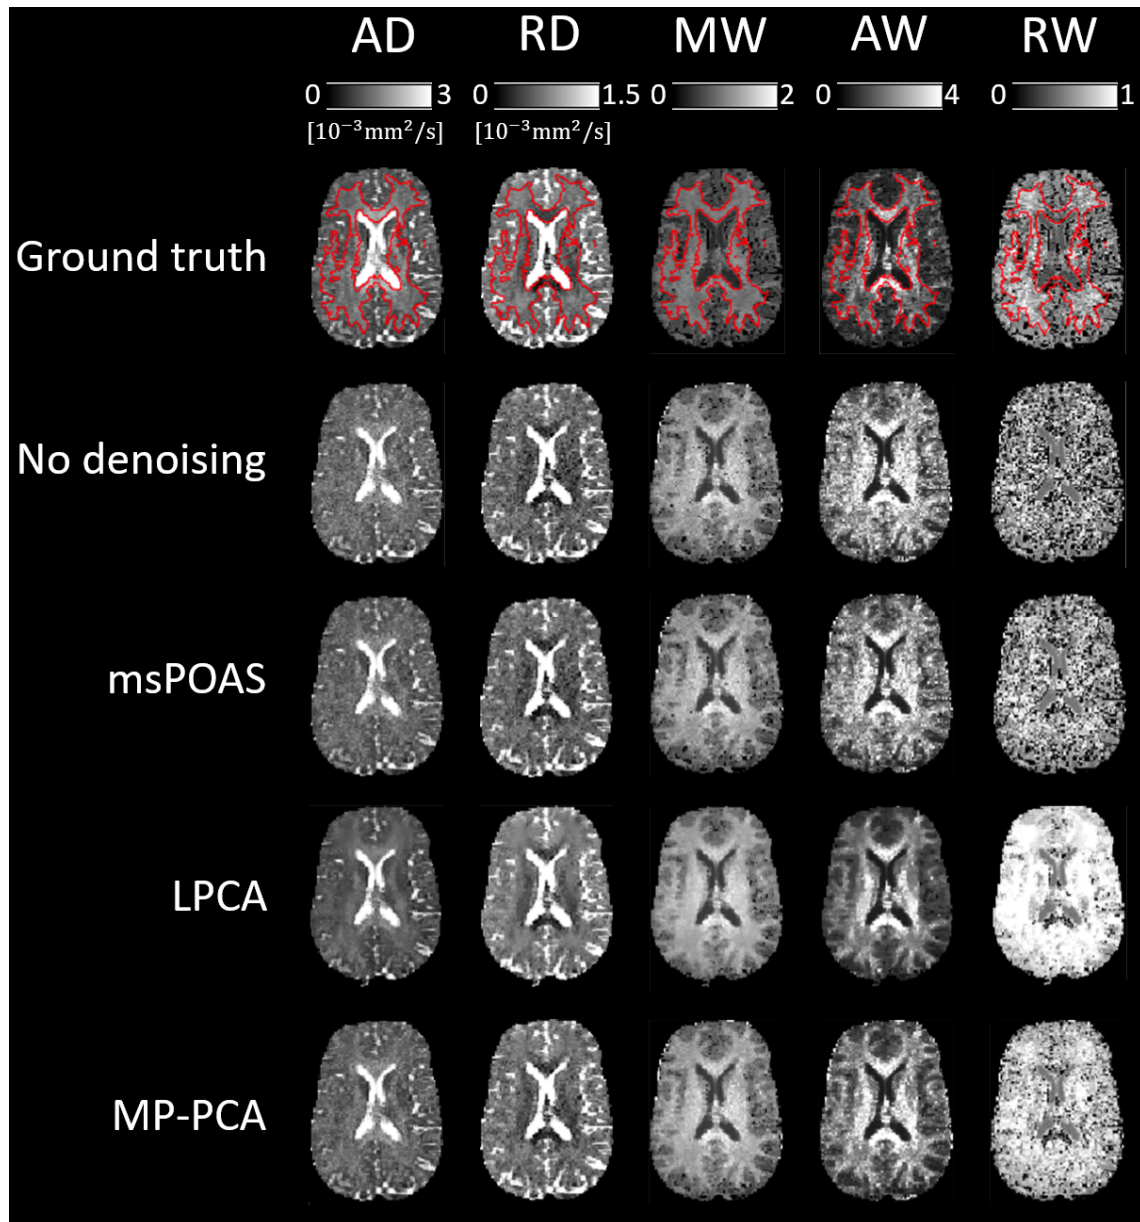 AD RD MW AW RW
0 3 0 1.5 0 2 0 4 0 1
[10⁻³mm²/s] [10⁻³mm²/s]
Ground truth
No denoising
msPOAS
LPCA
MP-PCA